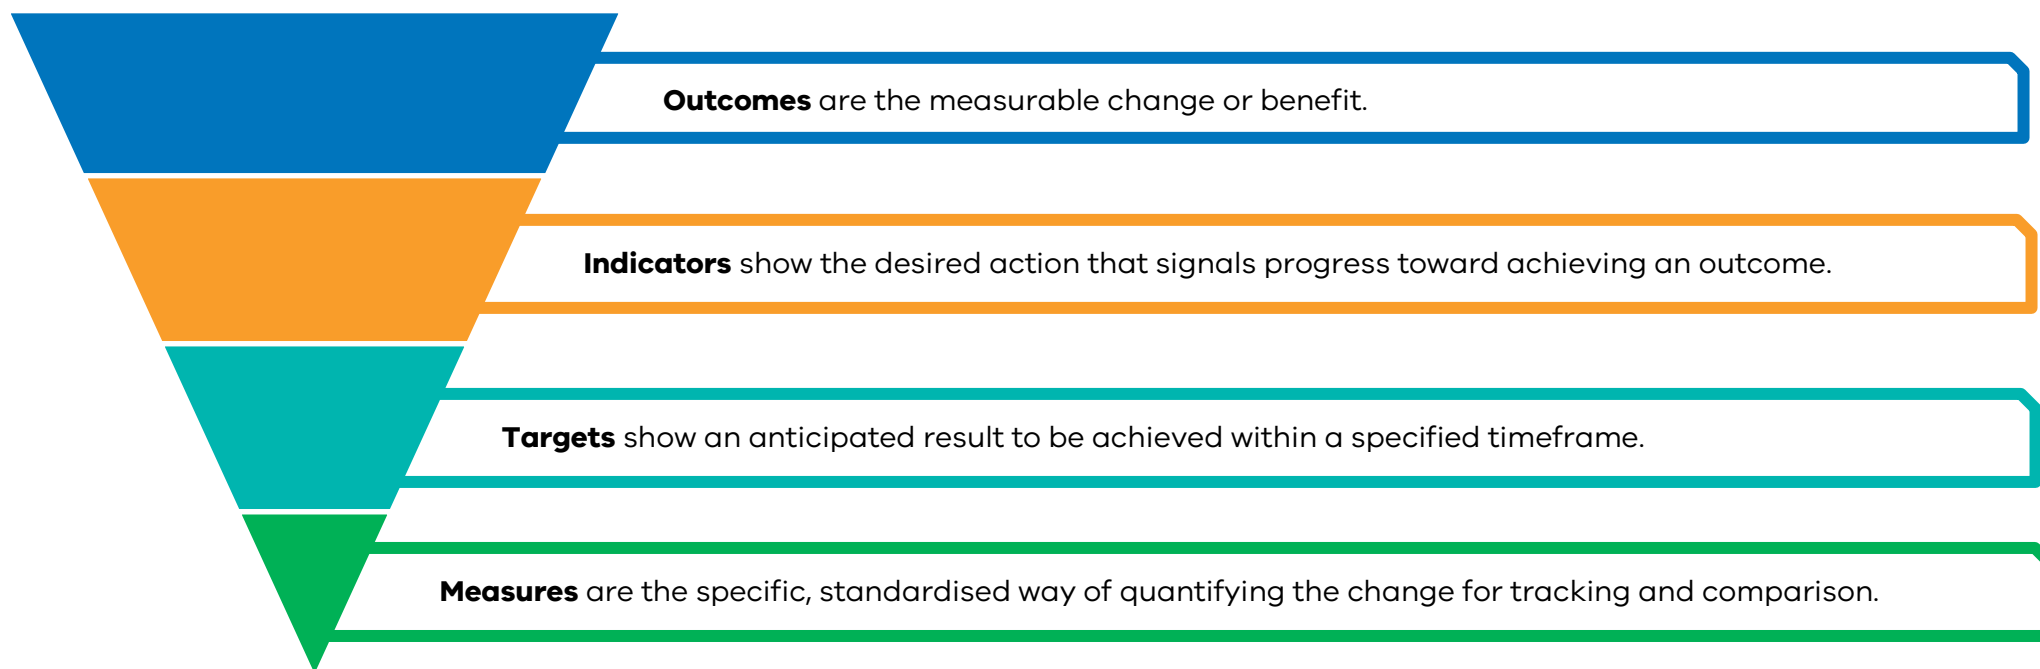 Outcomes are the measurable change or benefit.
Indicators show the desired action that signals progress toward achieving an outcome.
Targets show an anticipated result to be achieved within a specified timeframe.
Measures are the specific, standardised way of quantifying the change for tracking and comparison.